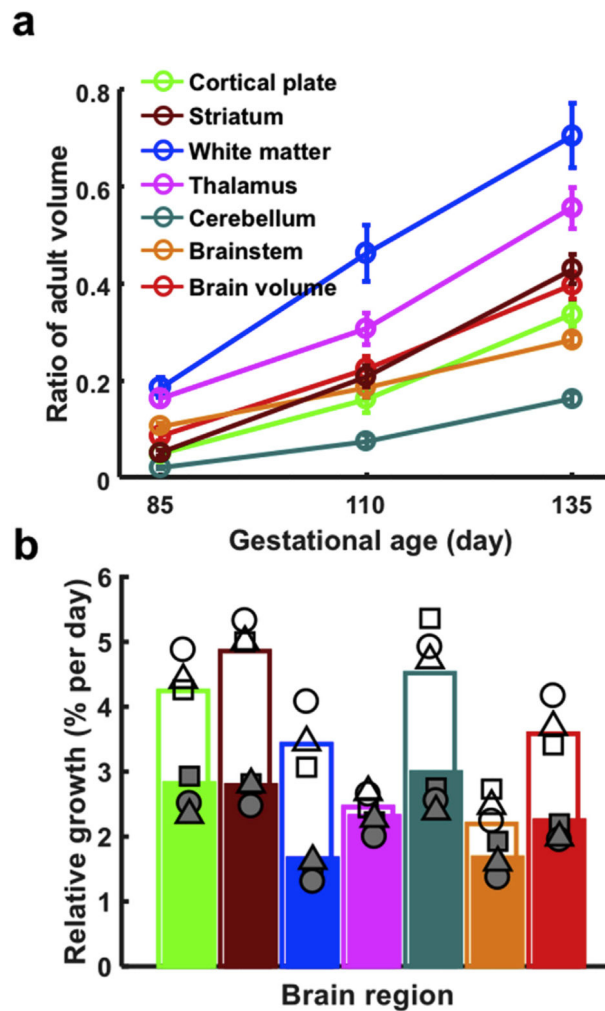 a
Cortical plate
Striatum
White matter
Thalamus
Cerebellum
Brainstem
Brain volume
Ratio of adult volume
0.8
0.6
0.4
0.2
0
85 110 135
Gestational age (day)
b
Relative growth (% per day)
6
5
4
3
2
1
0
Brain region